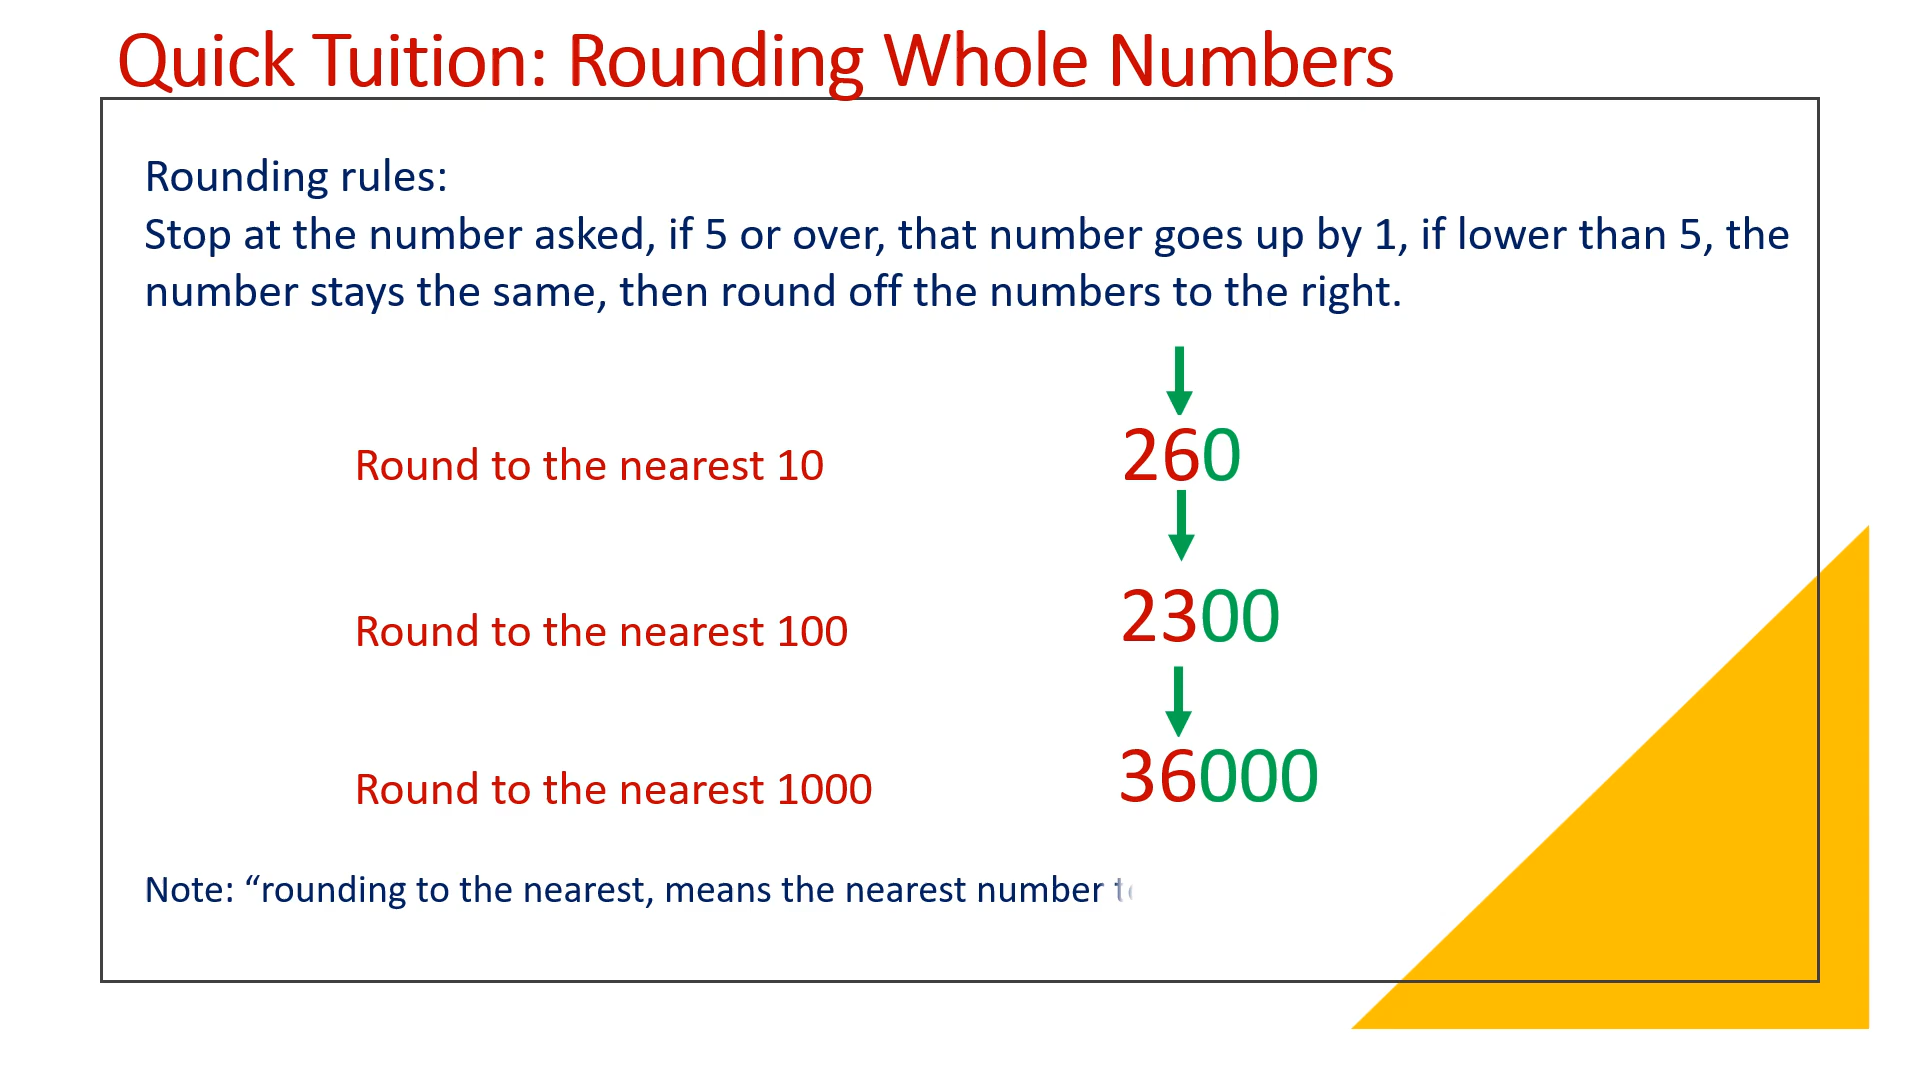 Quick Tuition: Rounding Whole Numbers
Rounding rules:
Stop at the number asked, if 5 or over, that number goes up by 1, if lower than 5, the
number stays the same, then round off the numbers to the right.
Round to the nearest 10 260
Round to the nearest 100 2300
Round to the nearest 1000 36000
Note: “rounding to the nearest, means the nearest number